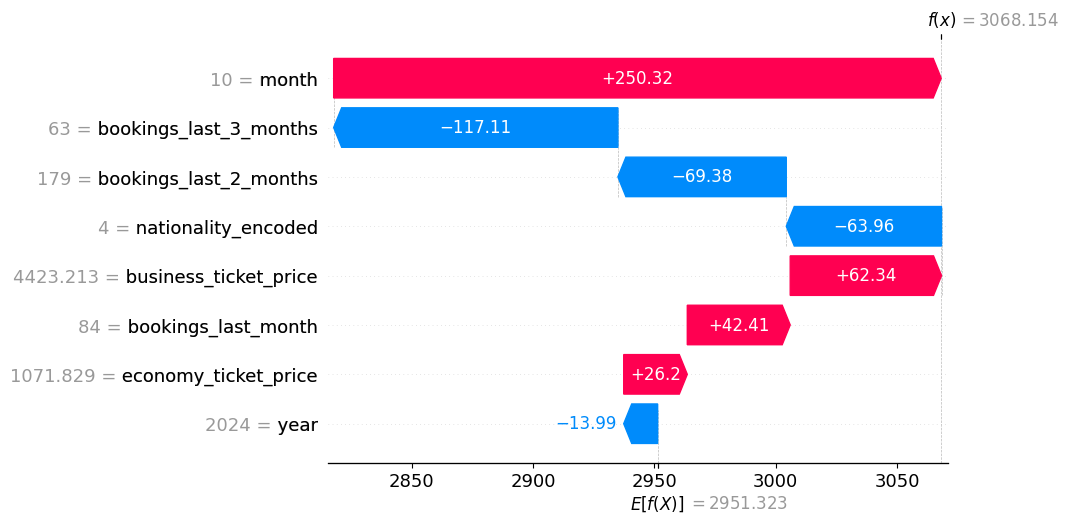 f(x) = 3068.154
10 = month
+250.32
63 = bookings_last_3_months
−117.11
179 = bookings_last_2_months
−69.38
4 = nationality_encoded
−63.96
4423.213 = business_ticket_price
+62.34
84 = bookings_last_month
+42.41
1071.829 = economy_ticket_price
+26.2
2024 = year
−13.99
2850 2900 2950 3000 3050
E[f(X)] = 2951.323